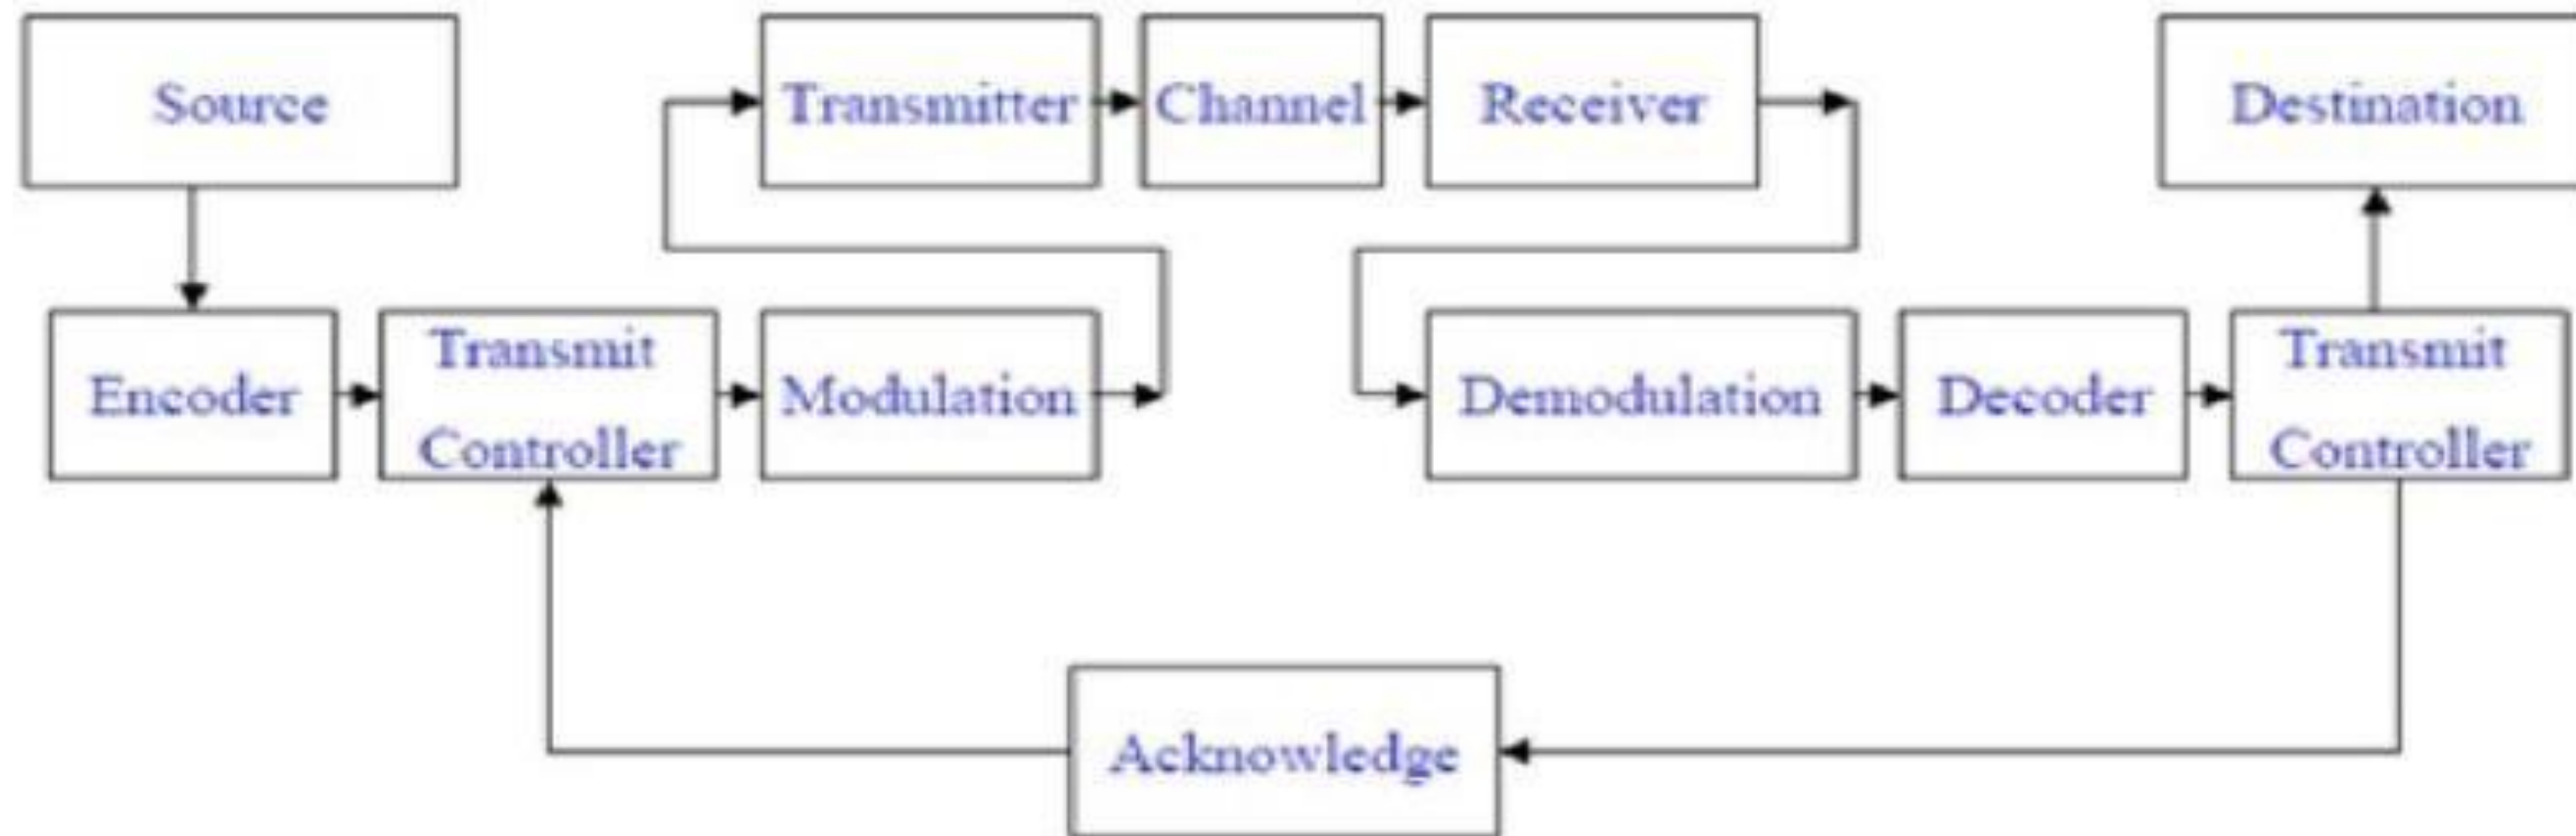 Source
Transmitter
Channel
Receiver
Destination
Encoder
Transmit
Controller
Modulation
Demodulation
Decoder
Transmit
Controller
Acknowledge